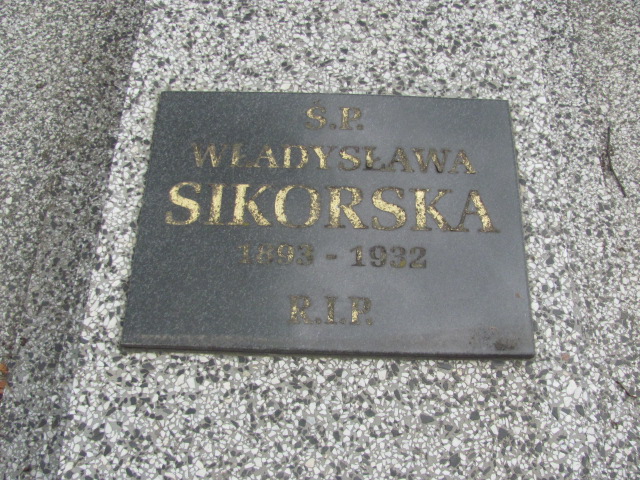 Ś.P.
WŁADYSŁAWA
SIKORSKA
1893 - 1932
R.I.P.